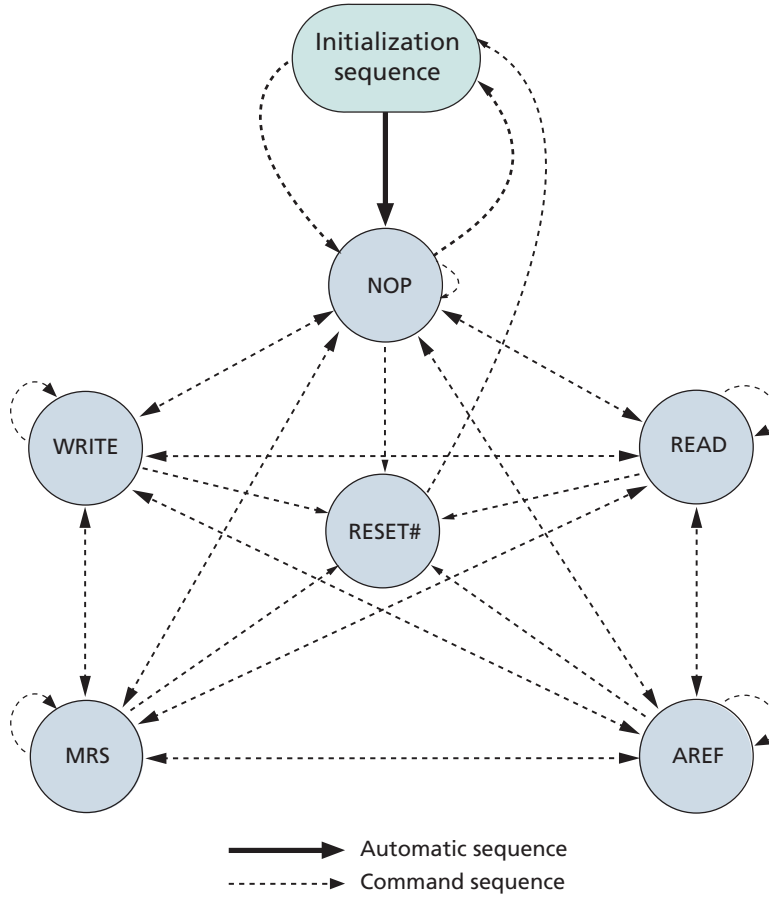 Initialization
sequence
NOP
WRITE
READ
RESET#
MRS
AREF
Automatic sequence
Command sequence